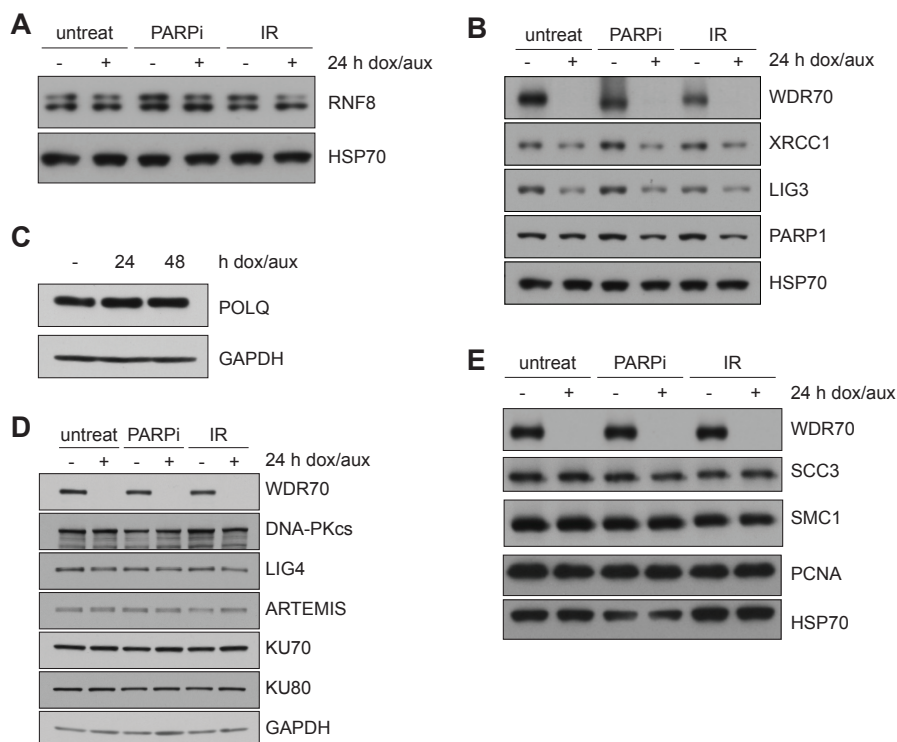 A
untreat PARPi IR
- + - + - + 24 h dox/aux
RNF8
HSP70
B
untreat PARPi IR
- + - + - + 24 h dox/aux
WDR70
XRCC1
LIG3
PARP1
HSP70
C
- 24 48 h dox/aux
POLQ
GAPDH
D
untreat PARPi IR
- + - + - + 24 h dox/aux
WDR70
DNA-PKcs
LIG4
ARTEMIS
KU70
KU80
GAPDH
E
untreat PARPi IR
- + - + - + 24 h dox/aux
WDR70
SCC3
SMC1
PCNA
HSP70